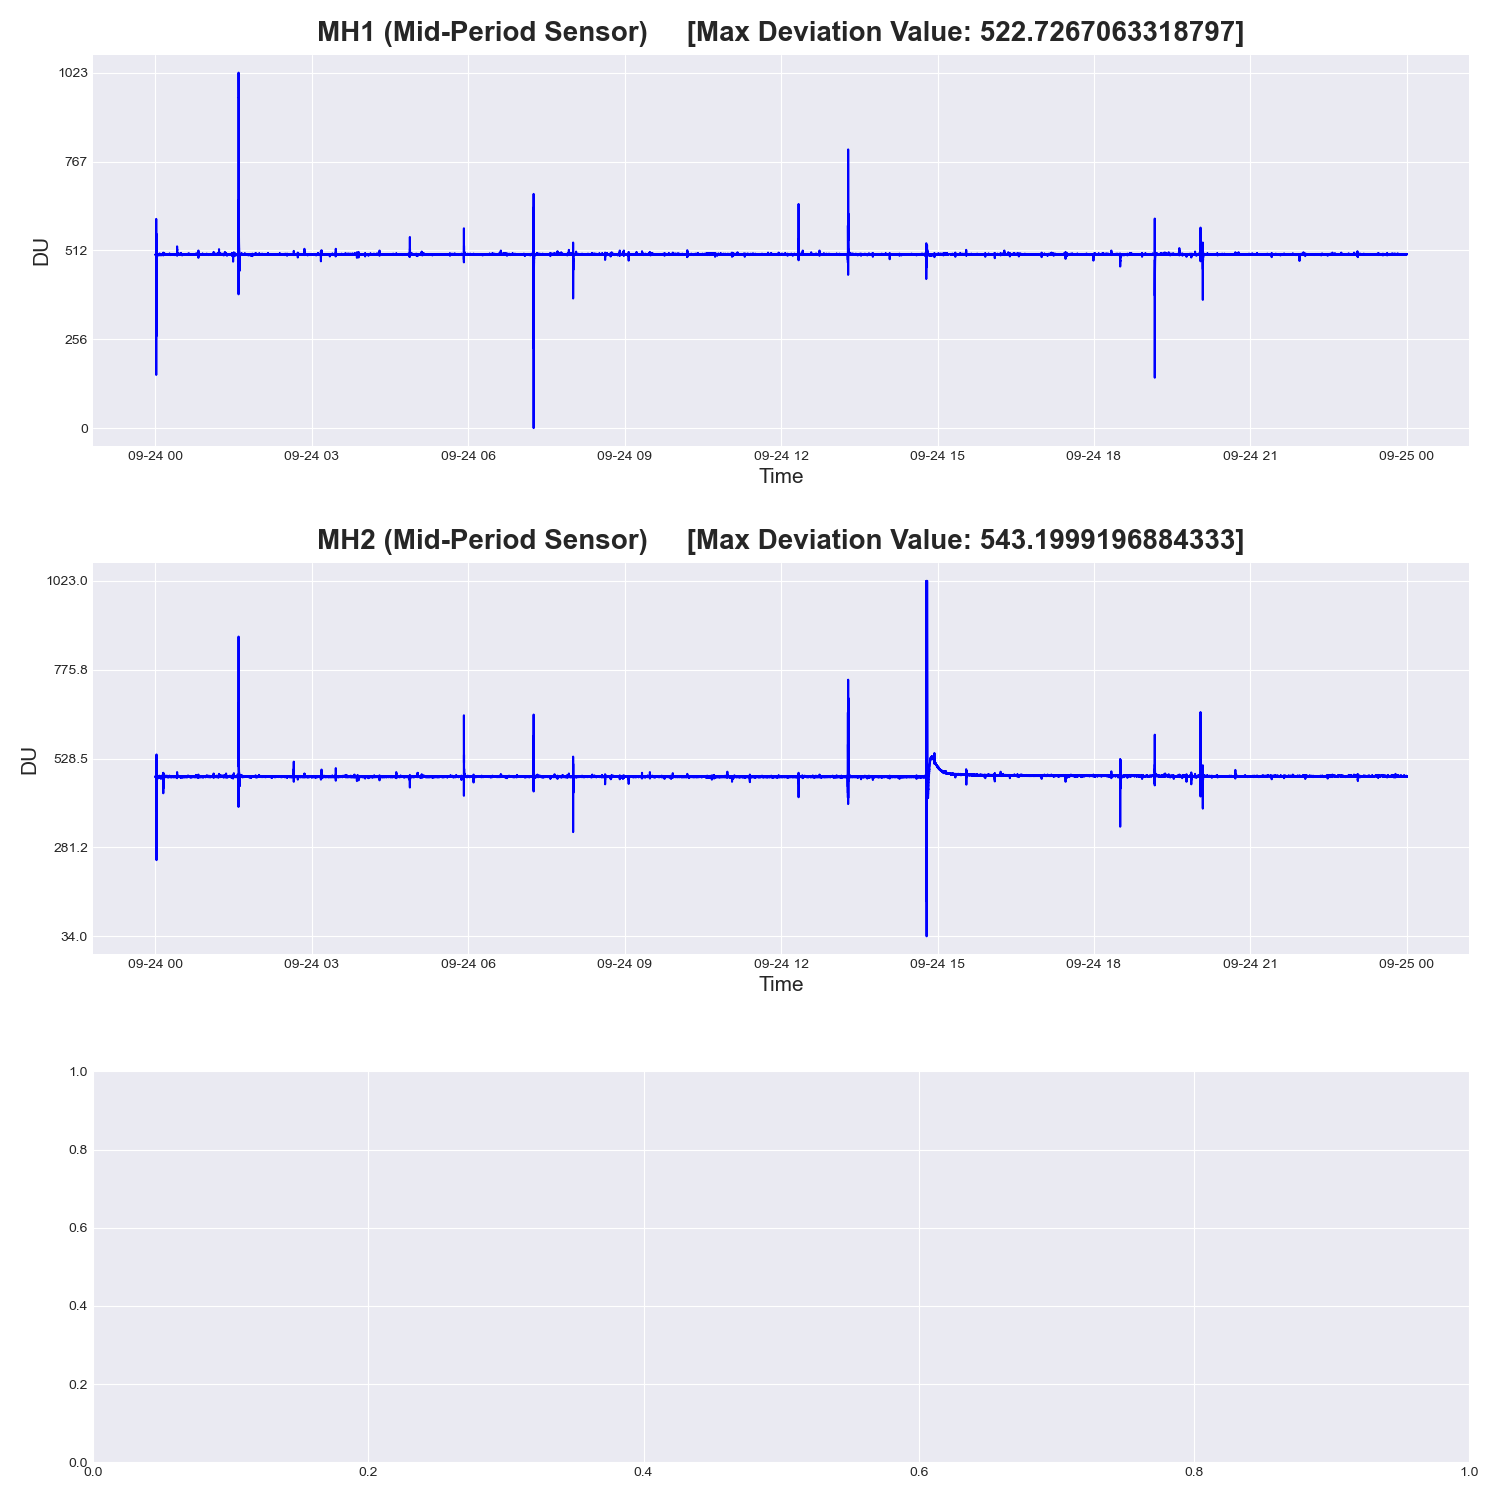 MH1 (Mid-Period Sensor) [Max Deviation Value: 522.7267063318797]
1023
767
512
256
0
DU
09-24 00 09-24 03 09-24 06 09-24 09 09-24 12 09-24 15 09-24 18 09-24 21 09-25 00
Time
MH2 (Mid-Period Sensor) [Max Deviation Value: 543.1999196884333]
1023.0
775.8
528.5
281.2
34.0
DU
09-24 00 09-24 03 09-24 06 09-24 09 09-24 12 09-24 15 09-24 18 09-24 21 09-25 00
Time
1.0
0.8
0.6
0.4
0.2
0.0
0.0 0.2 0.4 0.6 0.8 1.0